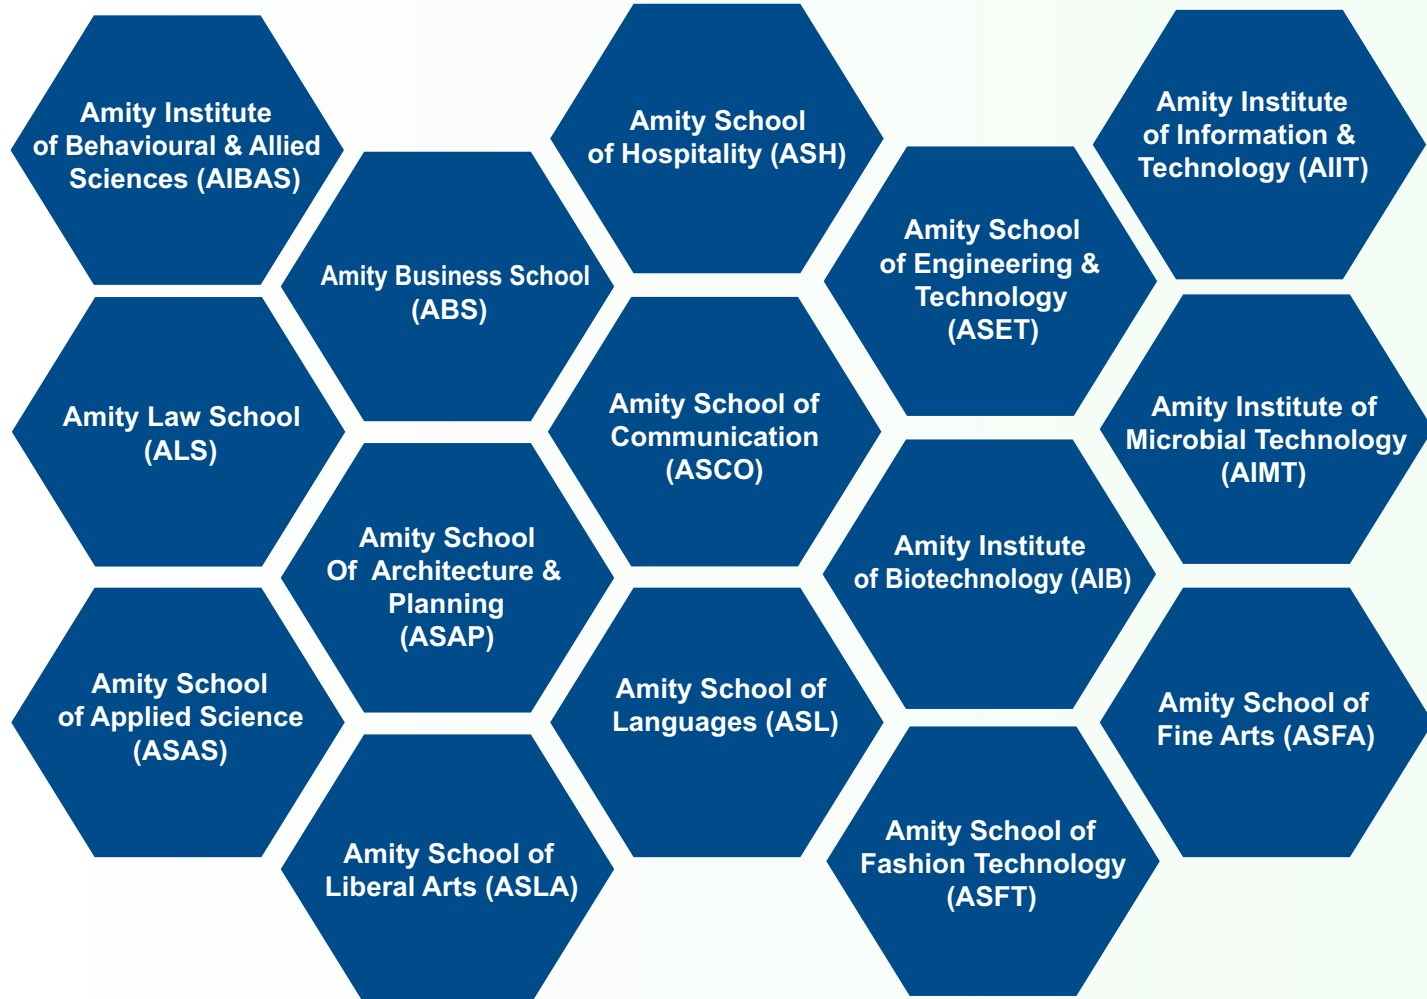 Amity Institute
of Behavioural & Allied
Sciences (AIBAS)
Amity School
of Hospitality (ASH)
Amity Institute
of Information &
Technology (AIIT)
Amity Business School
(ABS)
Amity School
of Engineering &
Technology
(ASET)
Amity Law School
(ALS)
Amity School of
Communication
(ASCO)
Amity Institute of
Microbial Technology
(AIMT)
Amity School
Of Architecture &
Planning
(ASAP)
Amity Institute
of Biotechnology (AIB)
Amity School
of Applied Science
(ASAS)
Amity School of
Languages (ASL)
Amity School of
Fine Arts (ASFA)
Amity School of
Liberal Arts (ASLA)
Amity School of
Fashion Technology
(ASFT)